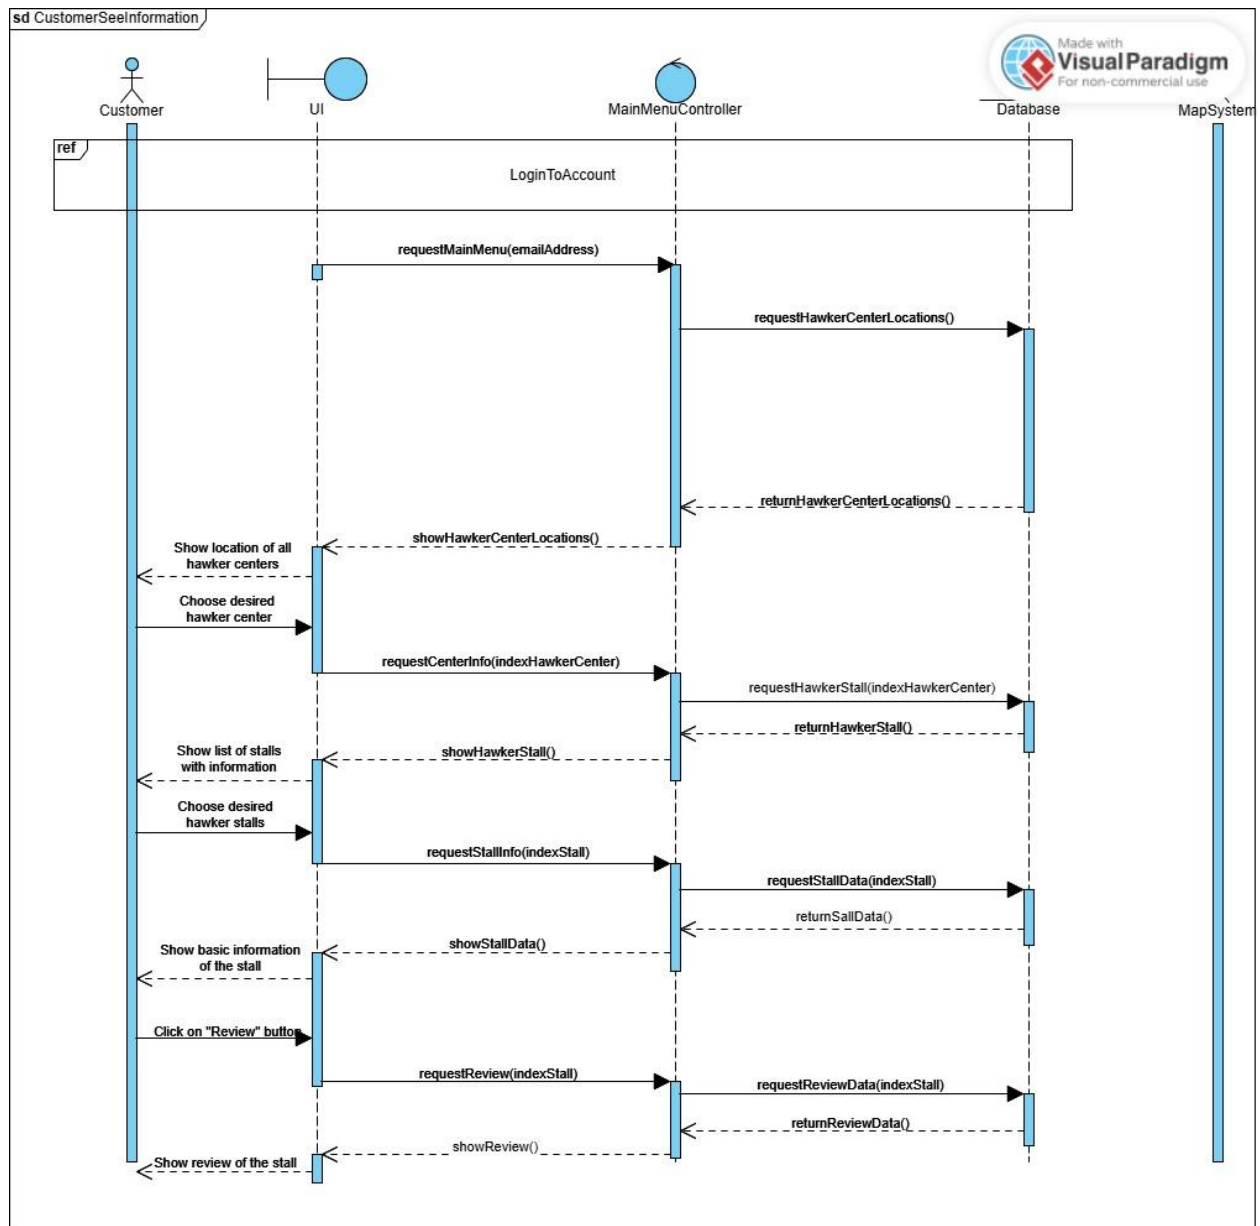 sd CustomerSeeInformation
Made with
Visual Paradigm
For non-commercial use
Customer
UI
MainMenuController
Database
MapSystem
ref
LoginToAccount
requestMainMenu(emailAddress)
requestHawkerCenterLocations()
returnHawkerCenterLocations()
showHawkerCenterLocations()
Show location of all
hawker centers
Choose desired
hawker center
requestCenterInfo(indexHawkerCenter)
requestHawkerStall(indexHawkerCenter)
returnHawkerStall()
showHawkerStall()
Show list of stalls
with information
Choose desired
hawker stalls
requestStallInfo(indexStall)
requestStallData(indexStall)
returnSallData()
showStallData()
Show basic information
of the stall
Click on "Review" button
requestReview(indexStall)
requestReviewData(indexStall)
returnReviewData()
showReview()
Show review of the stall